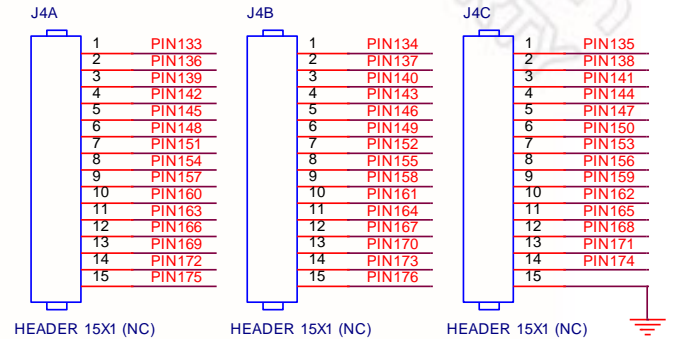 J4A J4B J4C
1 PIN133 1 PIN134 1 PIN135
2 PIN136 2 PIN137 2 PIN138
3 PIN139 3 PIN140 3 PIN141
4 PIN142 4 PIN143 4 PIN144
5 PIN145 5 PIN146 5 PIN147
6 PIN148 6 PIN149 6 PIN150
7 PIN151 7 PIN152 7 PIN153
8 PIN154 8 PIN155 8 PIN156
9 PIN157 9 PIN158 9 PIN159
10 PIN160 10 PIN161 10 PIN162
11 PIN163 11 PIN164 11 PIN165
12 PIN166 12 PIN167 12 PIN168
13 PIN169 13 PIN170 13 PIN171
14 PIN172 14 PIN173 14 PIN174
15 PIN175 15 PIN176 15
HEADER 15X1 (NC) HEADER 15X1 (NC) HEADER 15X1 (NC)